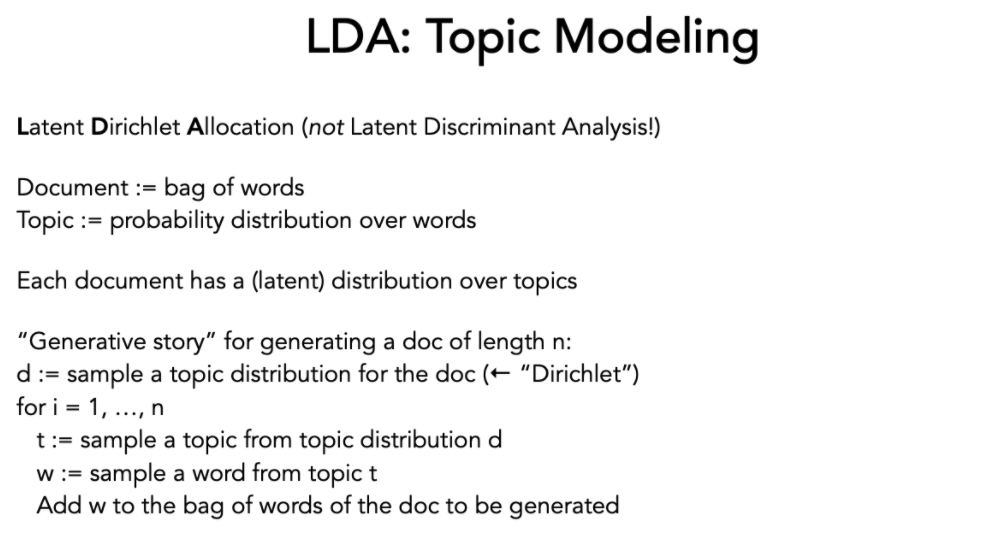 LDA: Topic Modeling
Latent Dirichlet Allocation (not Latent Discriminant Analysis!)
Document := bag of words
Topic := probability distribution over words
Each document has a (latent) distribution over topics
“Generative story” for generating a doc of length n:
d := sample a topic distribution for the doc (← “Dirichlet”)
for i = 1, …, n
t := sample a topic from topic distribution d
w := sample a word from topic t
Add w to the bag of words of the doc to be generated